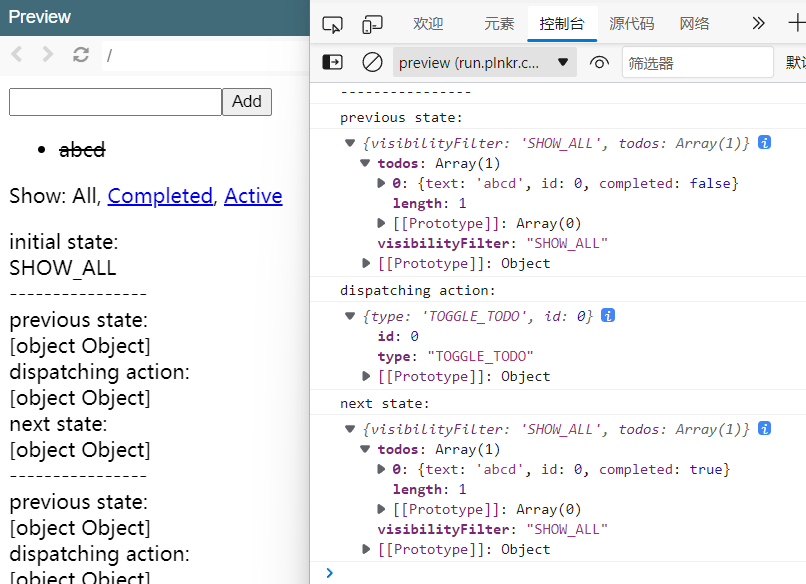 Preview
/
Add
abcd
Show: All, Completed, Active
initial state:
SHOW_ALL
----------------
previous state:
[object Object]
dispatching action:
[object Object]
next state:
[object Object]
----------------
previous state:
[object Object]
dispatching action:
[object Object]
欢迎 元素 控制台 源代码 网络
preview (run.plnkr.c... 筛选器 默认
----------------
previous state:
{visibilityFilter: 'SHOW_ALL', todos: Array(1)}
todos: Array(1)
0: {text: 'abcd', id: 0, completed: false}
length: 1
[[Prototype]]: Array(0)
visibilityFilter: "SHOW_ALL"
[[Prototype]]: Object
dispatching action:
{type: 'TOGGLE_TODO', id: 0}
id: 0
type: "TOGGLE_TODO"
[[Prototype]]: Object
next state:
{visibilityFilter: 'SHOW_ALL', todos: Array(1)}
todos: Array(1)
0: {text: 'abcd', id: 0, completed: true}
length: 1
[[Prototype]]: Array(0)
visibilityFilter: "SHOW_ALL"
[[Prototype]]: Object